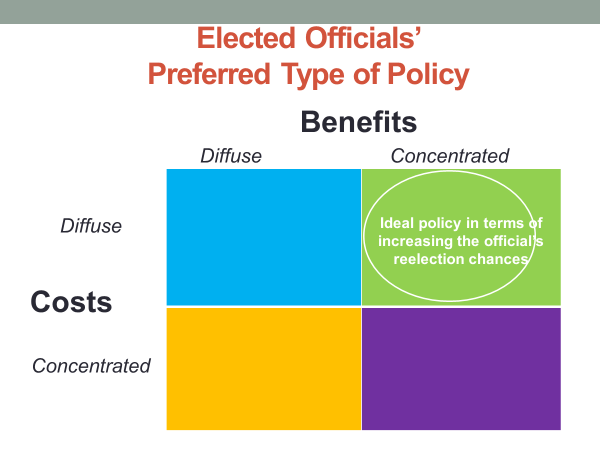 Elected Officials’
Preferred Type of Policy
Benefits
Diffuse
Concentrated
Diffuse
Ideal policy in terms of
increasing the official's
reelection chances
Costs
Concentrated